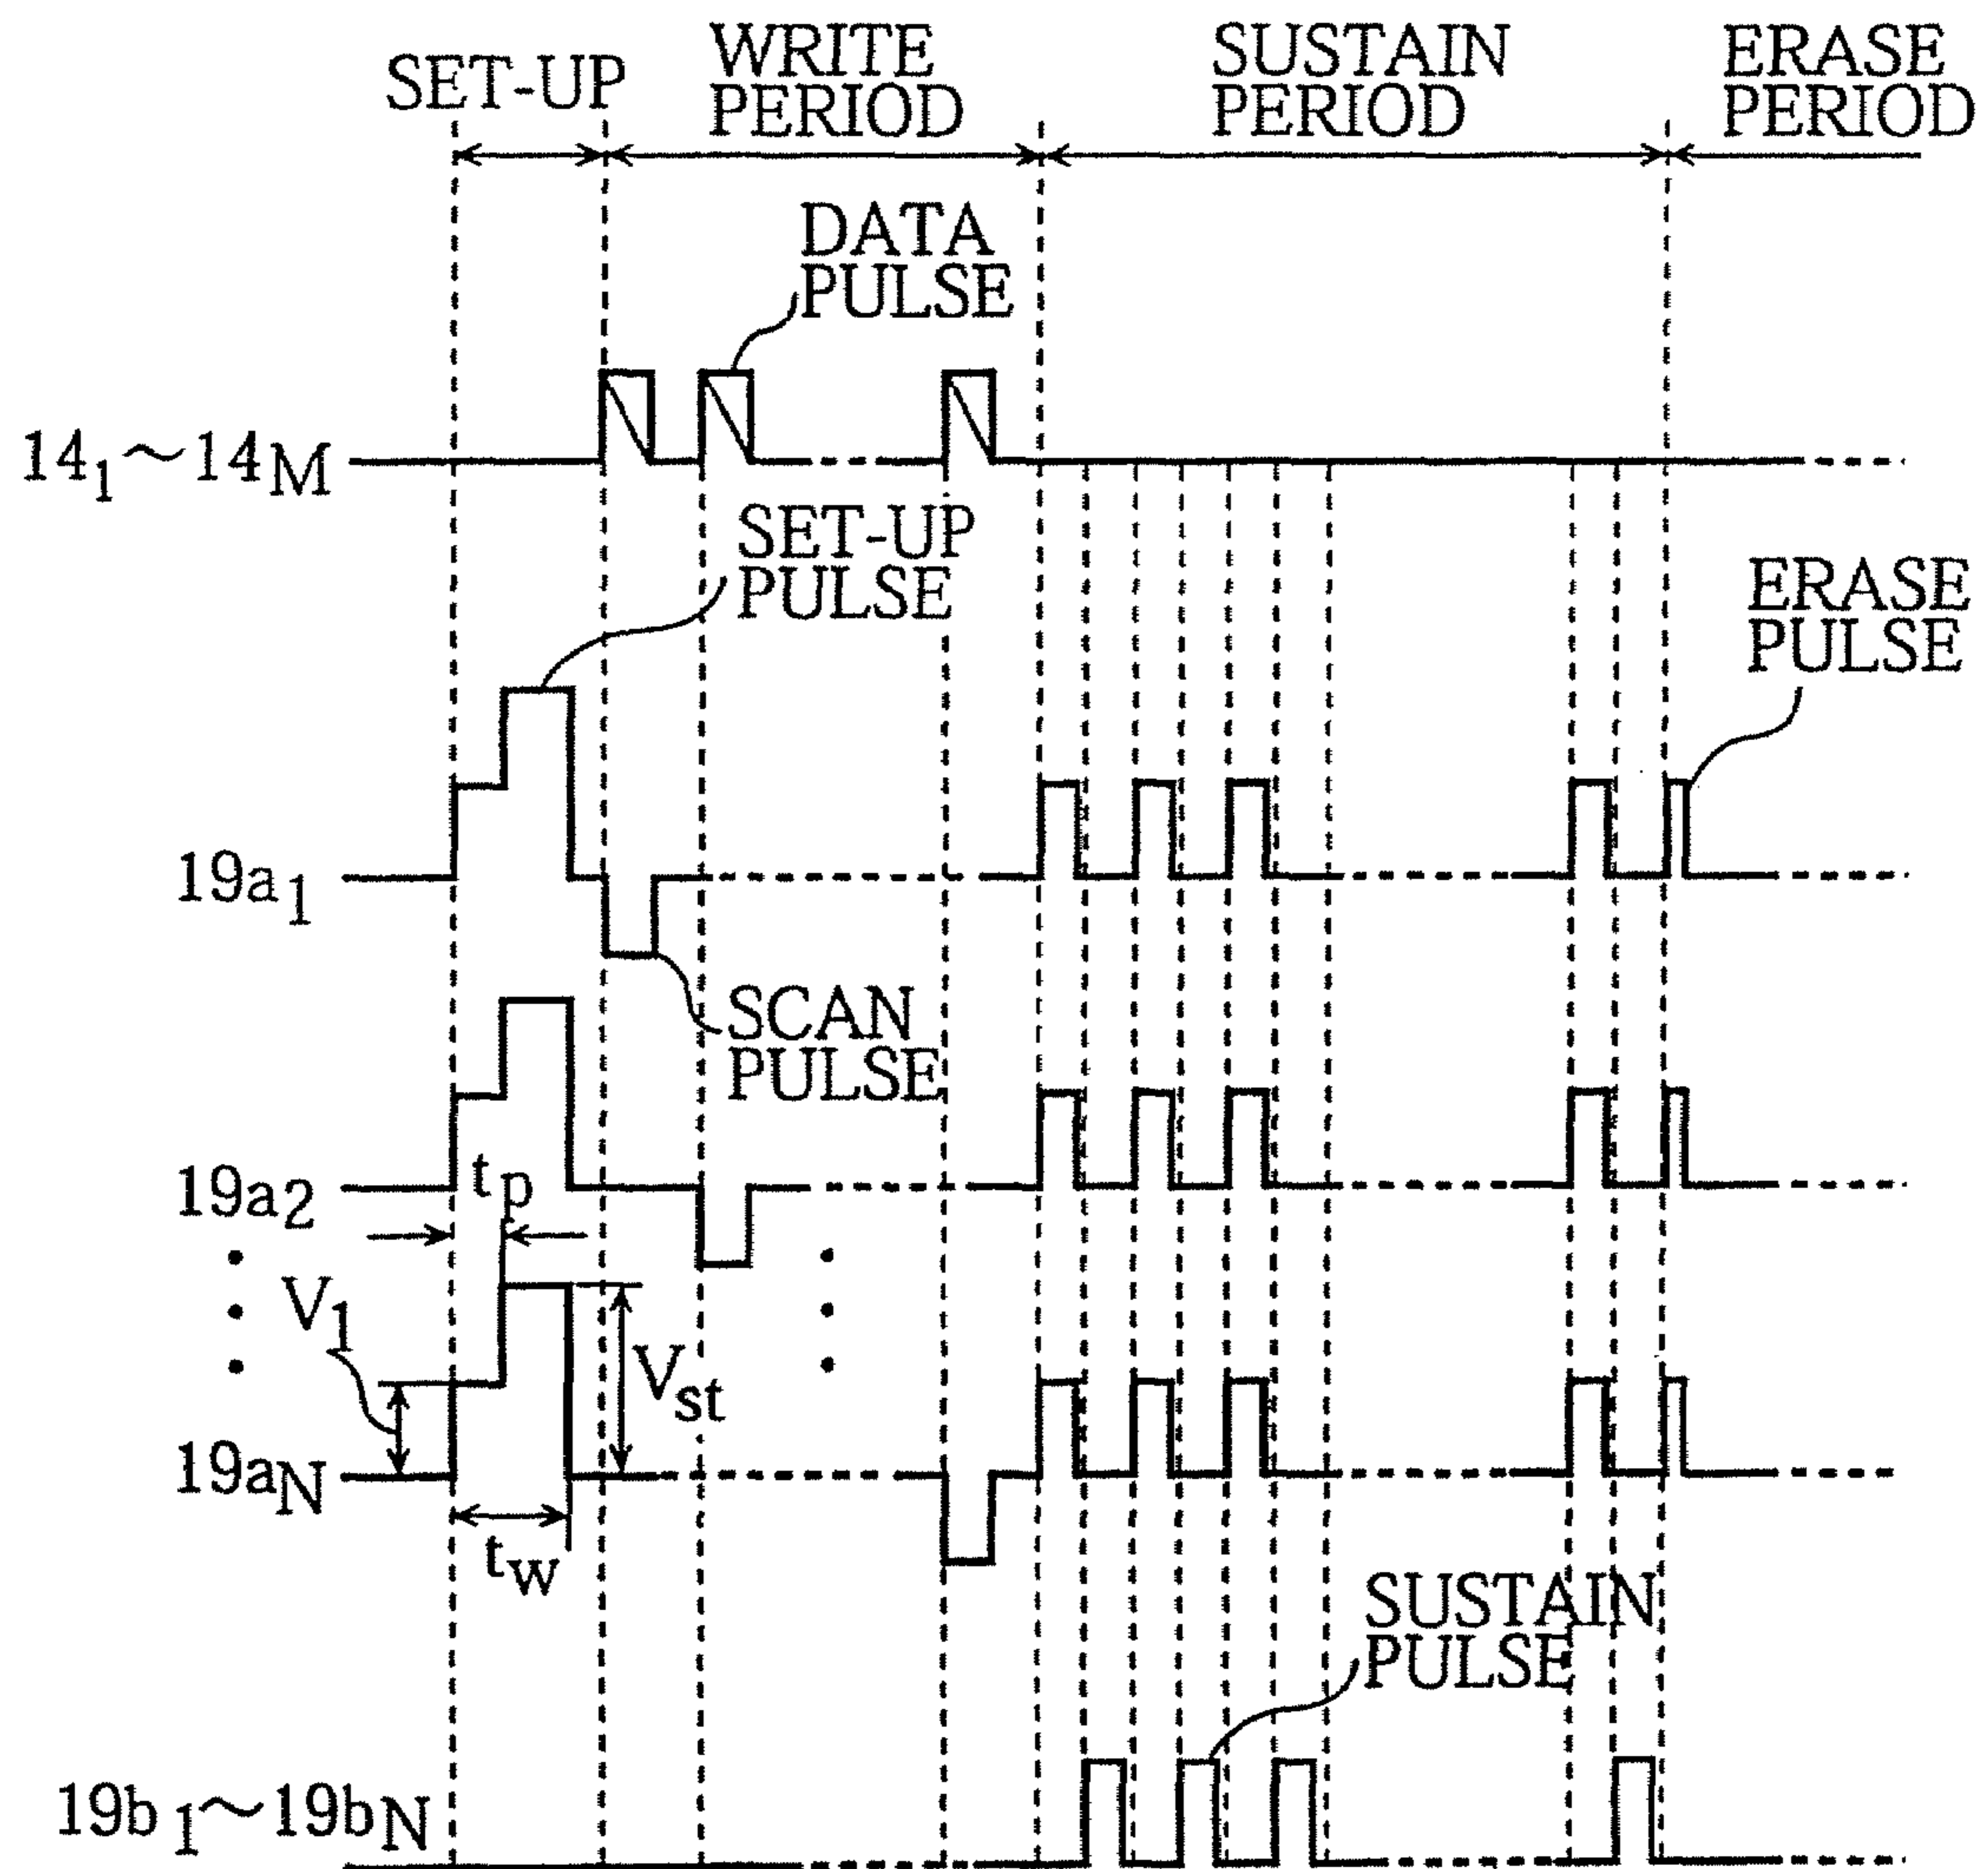 SET-UP
WRITE
PERIOD
SUSTAIN
PERIOD
ERASE
PERIOD
DATA
PULSE
14₁~14M
SET-UP
PULSE
ERASE
PULSE
19a₁
SCAN
PULSE
19a₂
tp
V₁
Vst
19aN
tw
SUSTAIN
PULSE
19b₁~19bN